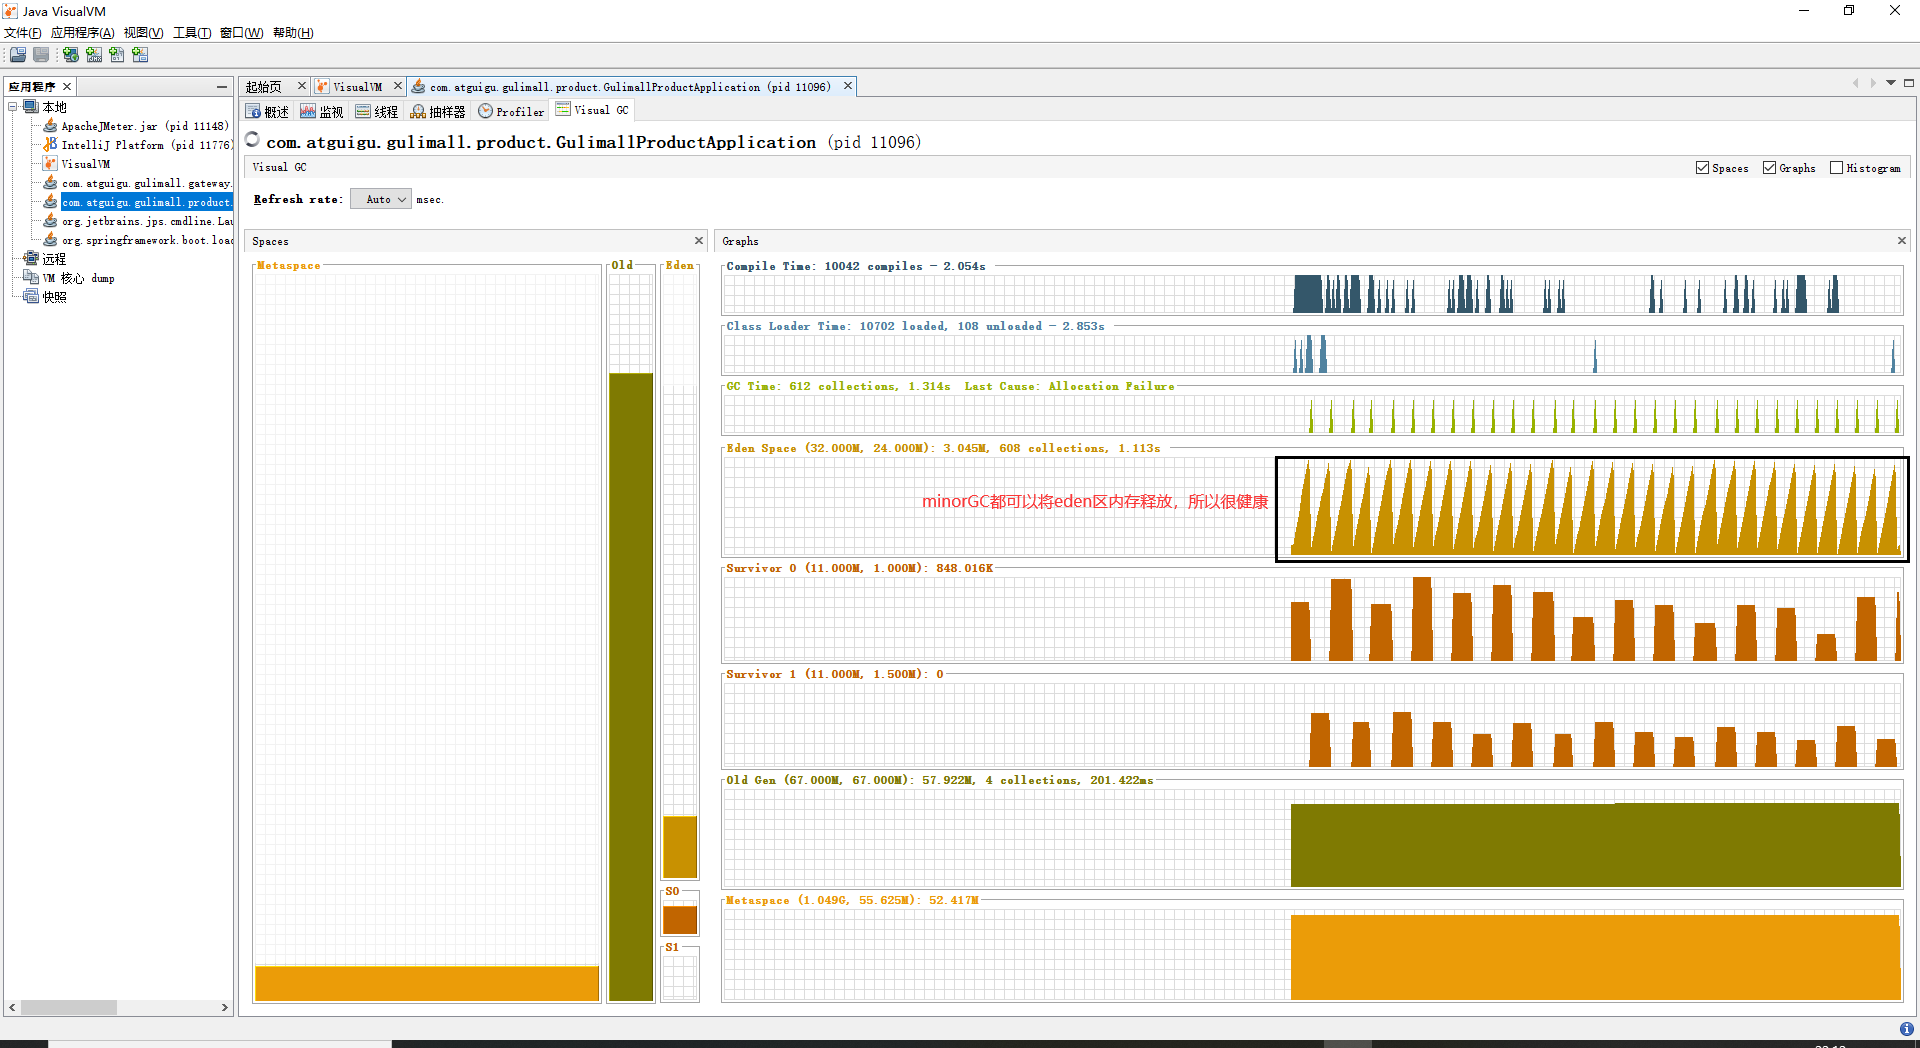 Java VisualVM
文件(F) 应用程序(A) 视图(V) 工具(T) 窗口(W) 帮助(H)
应用程序
本地
ApacheJMeter.jar (pid 11148)
IntelliJ Platform (pid 11776)
VisualVM
com.atguigu.gulimall.gateway.
com.atguigu.gulimall.product.
org.jetbrains.jps.cmdline.Lau
org.springframework.boot.load
远程
VM 核心 dump
快照
起始页 VisualVM com.atguigu.gulimall.product.GulimallProductApplication (pid 11096)
概述 监视 线程 抽样器 Profiler Visual GC
com.atguigu.gulimall.product.GulimallProductApplication (pid 11096)
Visual GC Spaces Graphs Histogram
Refresh rate: Auto msec.
Spaces
Metaspace Old Eden
S0
S1
Graphs
Compile Time: 10042 compiles - 2.054s
Class Loader Time: 10702 loaded, 108 unloaded - 2.853s
GC Time: 612 collections, 1.314s Last Cause: Allocation Failure
Eden Space (32.000M, 24.000M): 3.045M, 608 collections, 1.113s
minorGC都可以将eden区内存释放，所以很健康
Survivor 0 (11.000M, 1.000M): 848.016K
Survivor 1 (11.000M, 1.500M): 0
Old Gen (67.000M, 67.000M): 57.922M, 4 collections, 201.422ms
Metaspace (1.049G, 55.625M): 52.417M